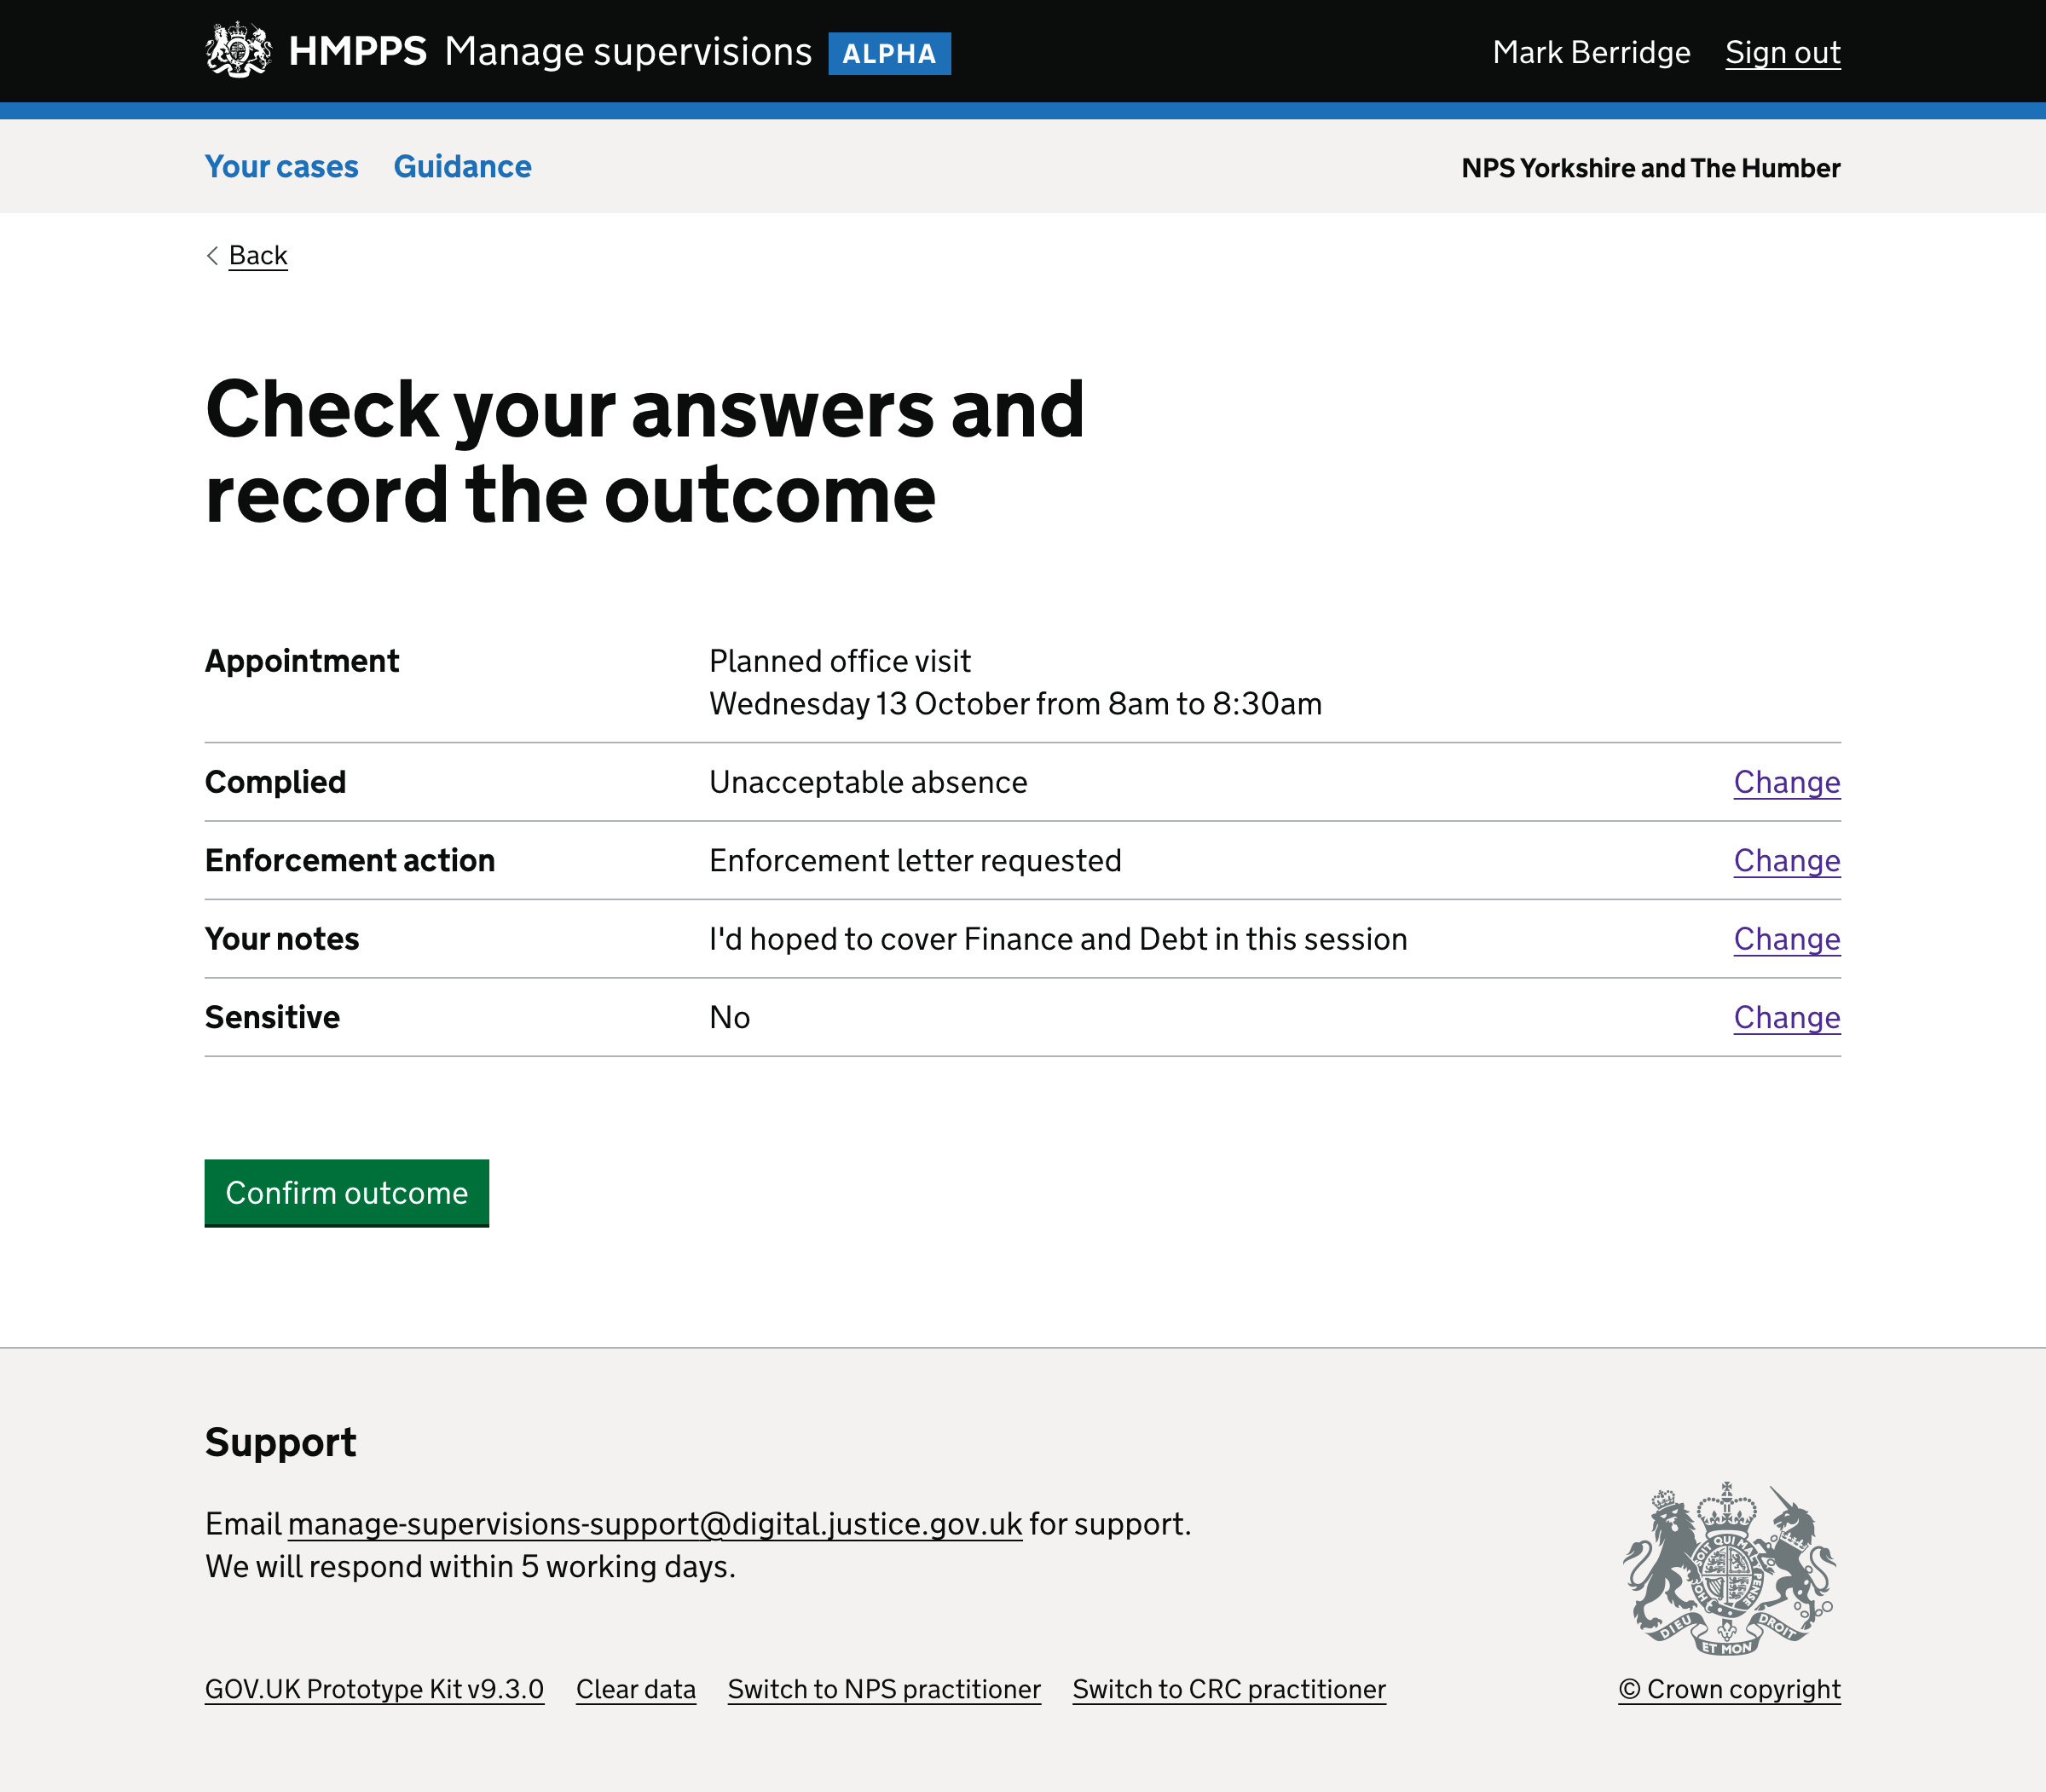 HMPPS Manage supervisions ALPHA
Mark Berridge Sign out
Your cases Guidance
NPS Yorkshire and The Humber
Back
Check your answers and
record the outcome
Appointment Planned office visit
Wednesday 13 October from 8am to 8:30am
Complied Unacceptable absence Change
Enforcement action Enforcement letter requested Change
Your notes I'd hoped to cover Finance and Debt in this session Change
Sensitive No Change
Confirm outcome
Support
Email manage-supervisions-support@digital.justice.gov.uk for support.
We will respond within 5 working days.
DIEU ET MON DROIT
GOV.UK Prototype Kit v9.3.0 Clear data Switch to NPS practitioner Switch to CRC practitioner
© Crown copyright